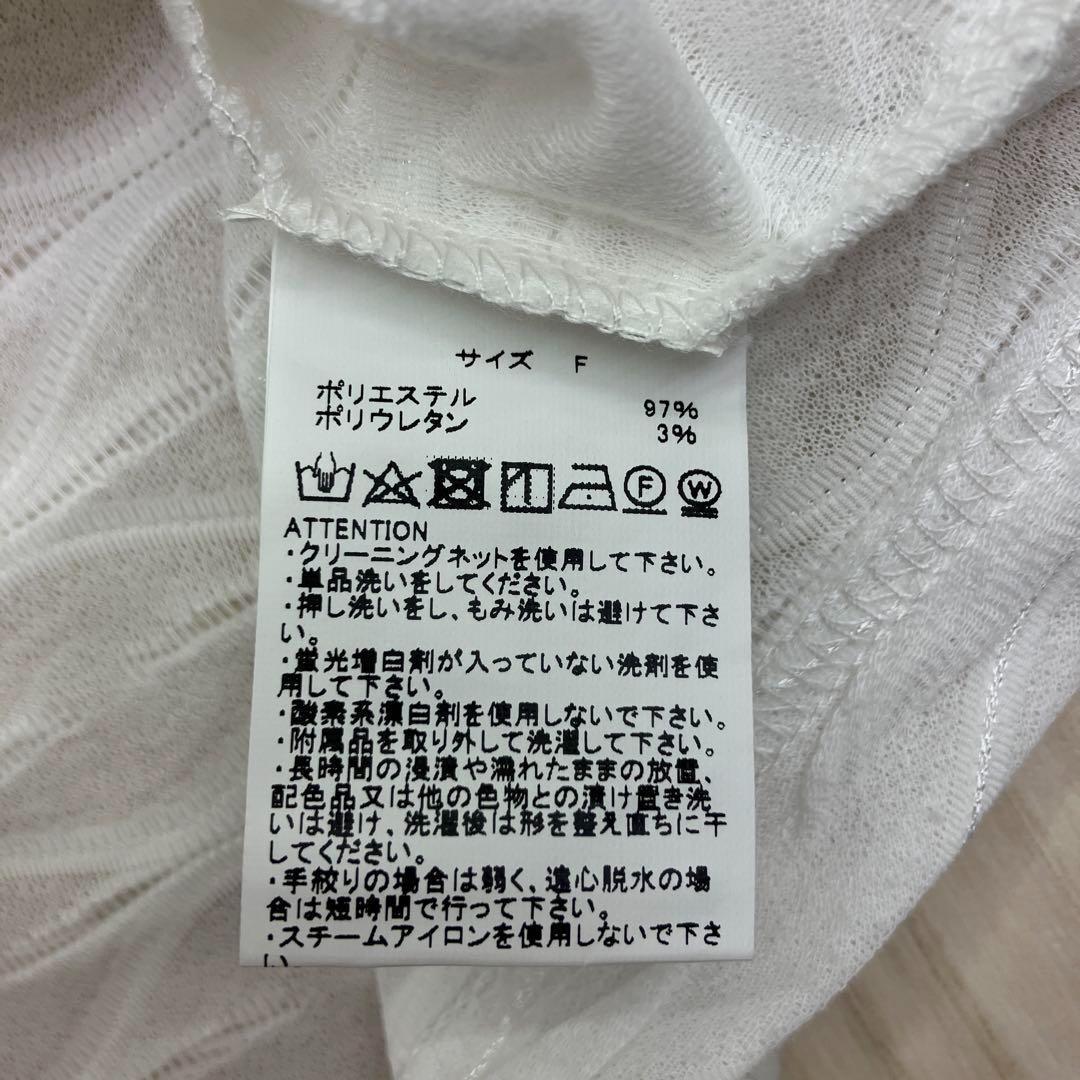 サイズ F
ポリエステル 97%
ポリウレタン 3%
F W
ATTENTION
・クリーニングネットを使用して下さい。
・単品洗いをしてください。
・押し洗いをし、もみ洗いは避けて下さ
い。
・蛍光増白剤が入っていない洗剤を使
用して下さい。
・酸素系漂白剤を使用しないで下さい。
・附属品を取り外して洗濯して下さい。
・長時間の浸漬や濡れたままの放置、
配色品又は他の色物との漬け置き洗
いは避け、洗濯後は形を整え直ちに干
してください。
・手絞りの場合は弱く、遠心脱水の場
合は短時間で行って下さい。
・スチームアイロンを使用しないで下さ
い。